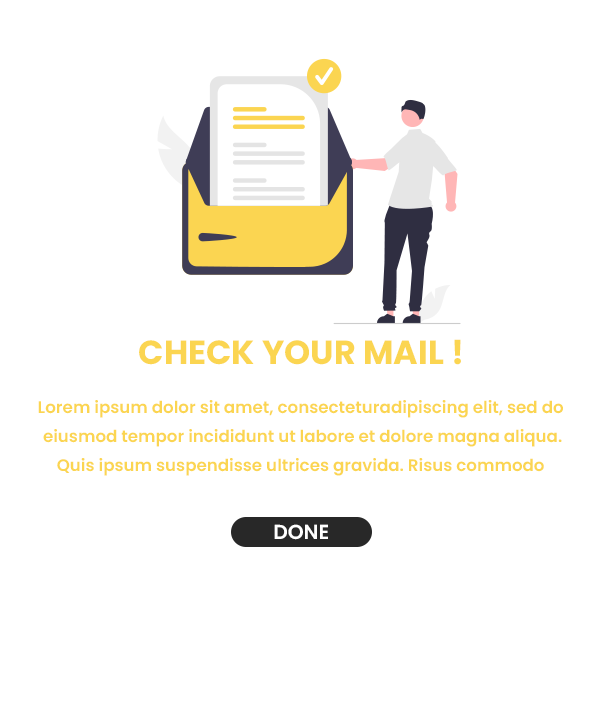 CHECK YOUR MAIL !
Lorem ipsum dolor sit amet, consecteturadipiscing elit, sed do
eiusmod tempor incididunt ut labore et dolore magna aliqua.
Quis ipsum suspendisse ultrices gravida. Risus commodo
DONE